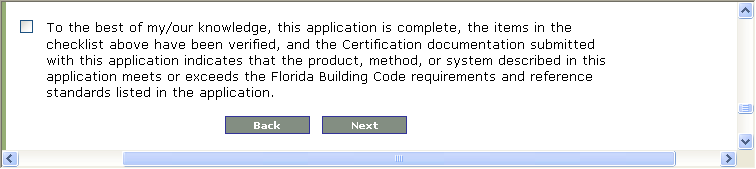 To the best of my/our knowledge, this application is complete, the items in the
checklist above have been verified, and the Certification documentation submitted
with this application indicates that the product, method, or system described in this
application meets or exceeds the Florida Building Code requirements and reference
standards listed in the application.
Back Next